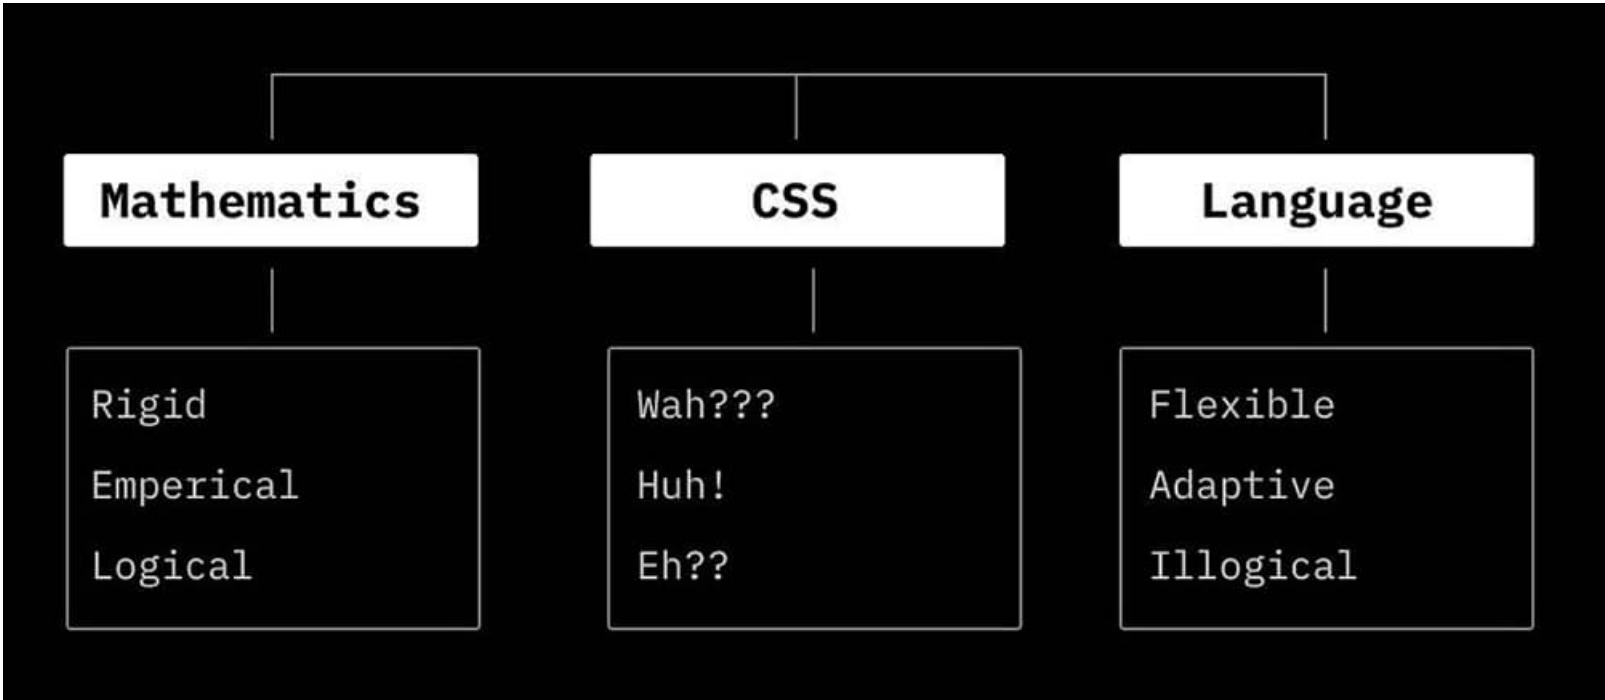 Mathematics
CSS
Language
Rigid
Emperical
Logical
Wah???
Huh!
Eh??
Flexible
Adaptive
Illogical